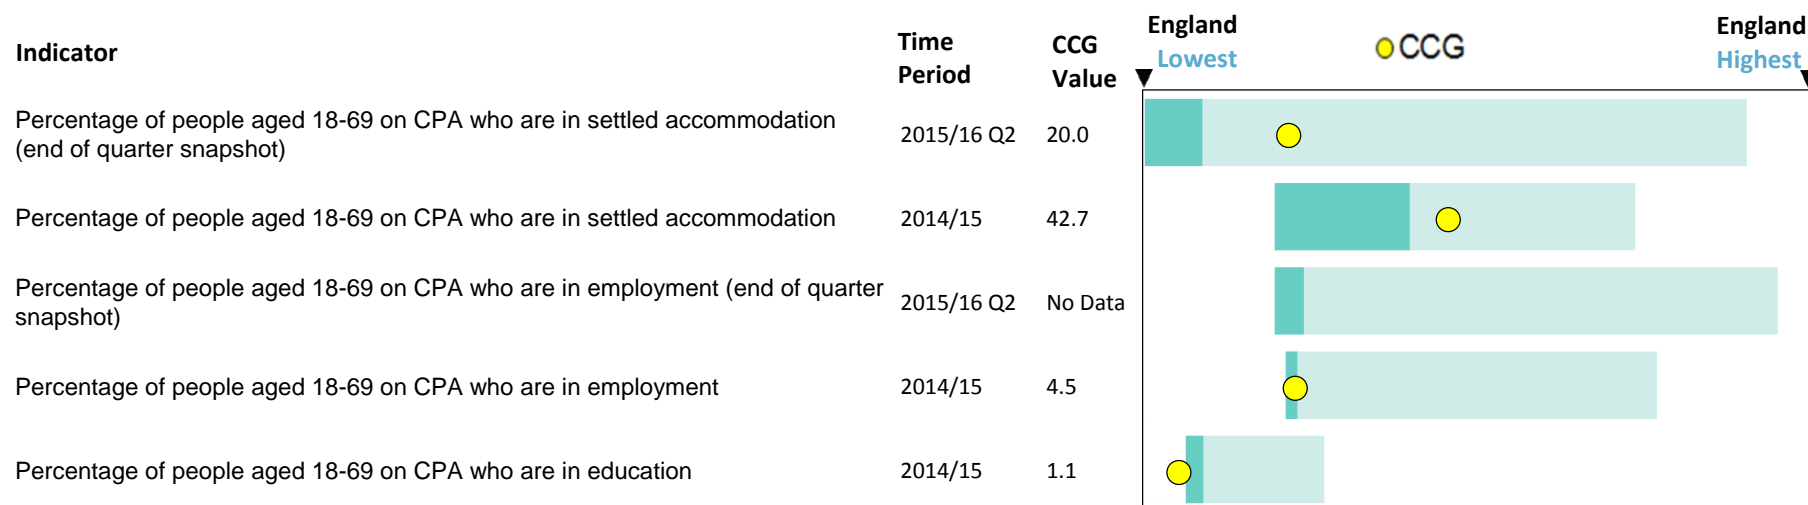 Indicator
Time Period
CCG Value
England Lowest
CCG
England Highest
Percentage of people aged 18-69 on CPA who are in settled accommodation
(end of quarter snapshot)
2015/16 Q2
20.0
Percentage of people aged 18-69 on CPA who are in settled accommodation
2014/15
42.7
Percentage of people aged 18-69 on CPA who are in employment (end of quarter
snapshot)
2015/16 Q2
No Data
Percentage of people aged 18-69 on CPA who are in employment
2014/15
4.5
Percentage of people aged 18-69 on CPA who are in education
2014/15
1.1